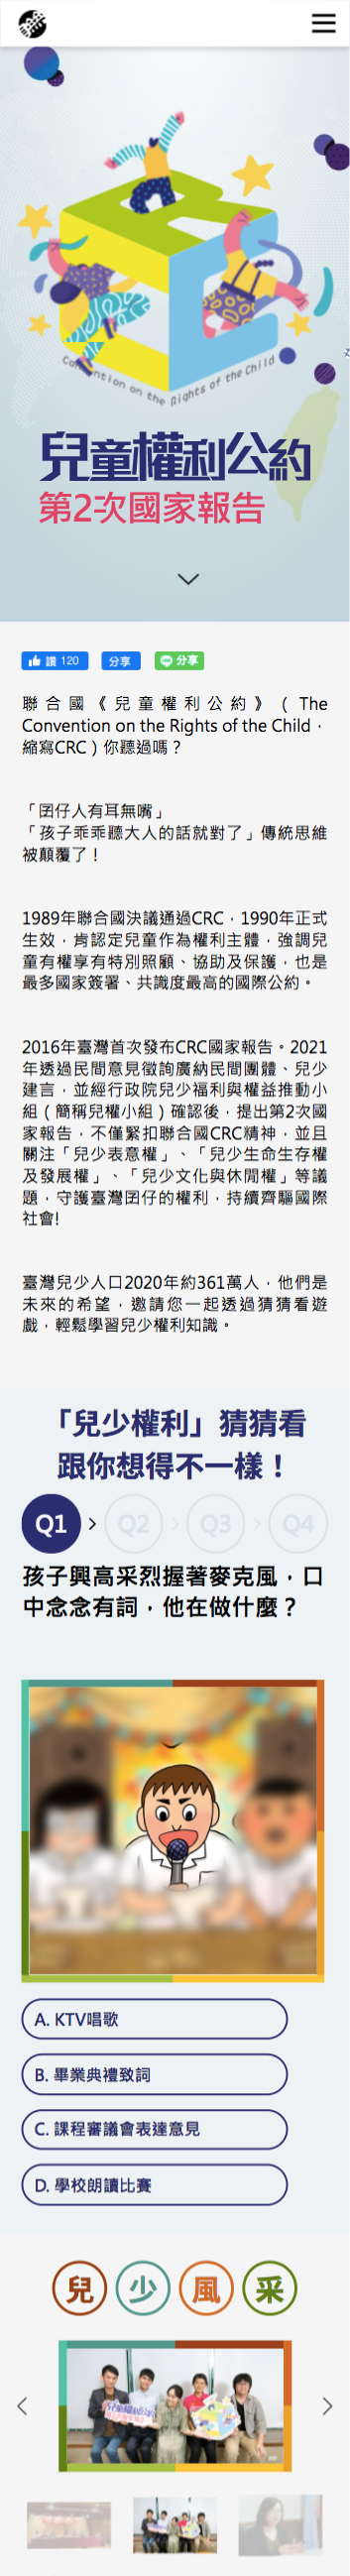 Convention on the Rights of the Child
兒童權利公約
第2次國家報告
讚 120 分享 分享
聯合國《兒童權利公約》(The
Convention on the Rights of the Child，
縮寫CRC)你聽過嗎？
「囝仔人有耳無嘴」
「孩子乖乖聽大人的話就對了」傳統思維
被顛覆了！
1989年聯合國決議通過CRC，1990年正式
生效，肯認定兒童作為權利主體，強調兒
童有權享有特別照顧、協助及保護，也是
最多國家簽署、共識度最高的國際公約。
2016年臺灣首次發布CRC國家報告。2021
年透過民間意見徵詢廣納民間團體、兒少
建言，並經行政院兒少福利與權益推動小
組(簡稱兒權小組)確認後，提出第2次國
家報告，不僅緊扣聯合國CRC精神，並且
關注「兒少表意權」、「兒少生命生存權
及發展權」、「兒少文化與休閒權」等議
題，守護臺灣囝仔的權利，持續齊驅國際
社會!
臺灣兒少人口2020年約361萬人，他們是
未來的希望，邀請您一起透過猜猜看遊
戲，輕鬆學習兒少權利知識。
「兒少權利」猜猜看
跟你想得不一樣！
Q1 Q2 Q3 Q4
孩子興高采烈握著麥克風，口
中念念有詞，他在做什麼？
A. KTV唱歌
B. 畢業典禮致詞
C. 課程審議會表達意見
D. 學校朗讀比賽
兒少風采
兒童權利公約
第2次國家報告